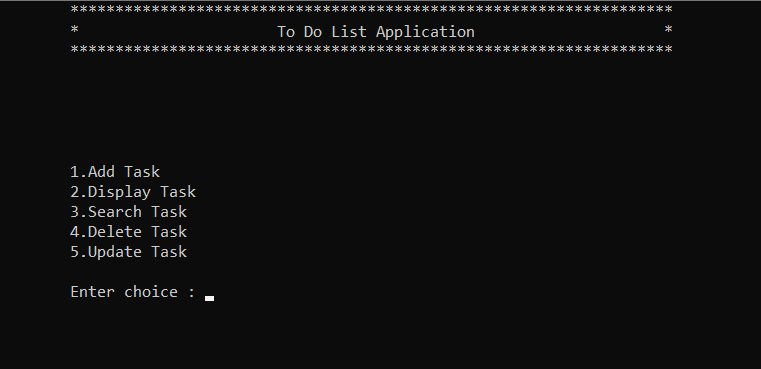 *******************************************************************
* To Do List Application *
*******************************************************************
1.Add Task
2.Display Task
3.Search Task
4.Delete Task
5.Update Task
Enter choice :